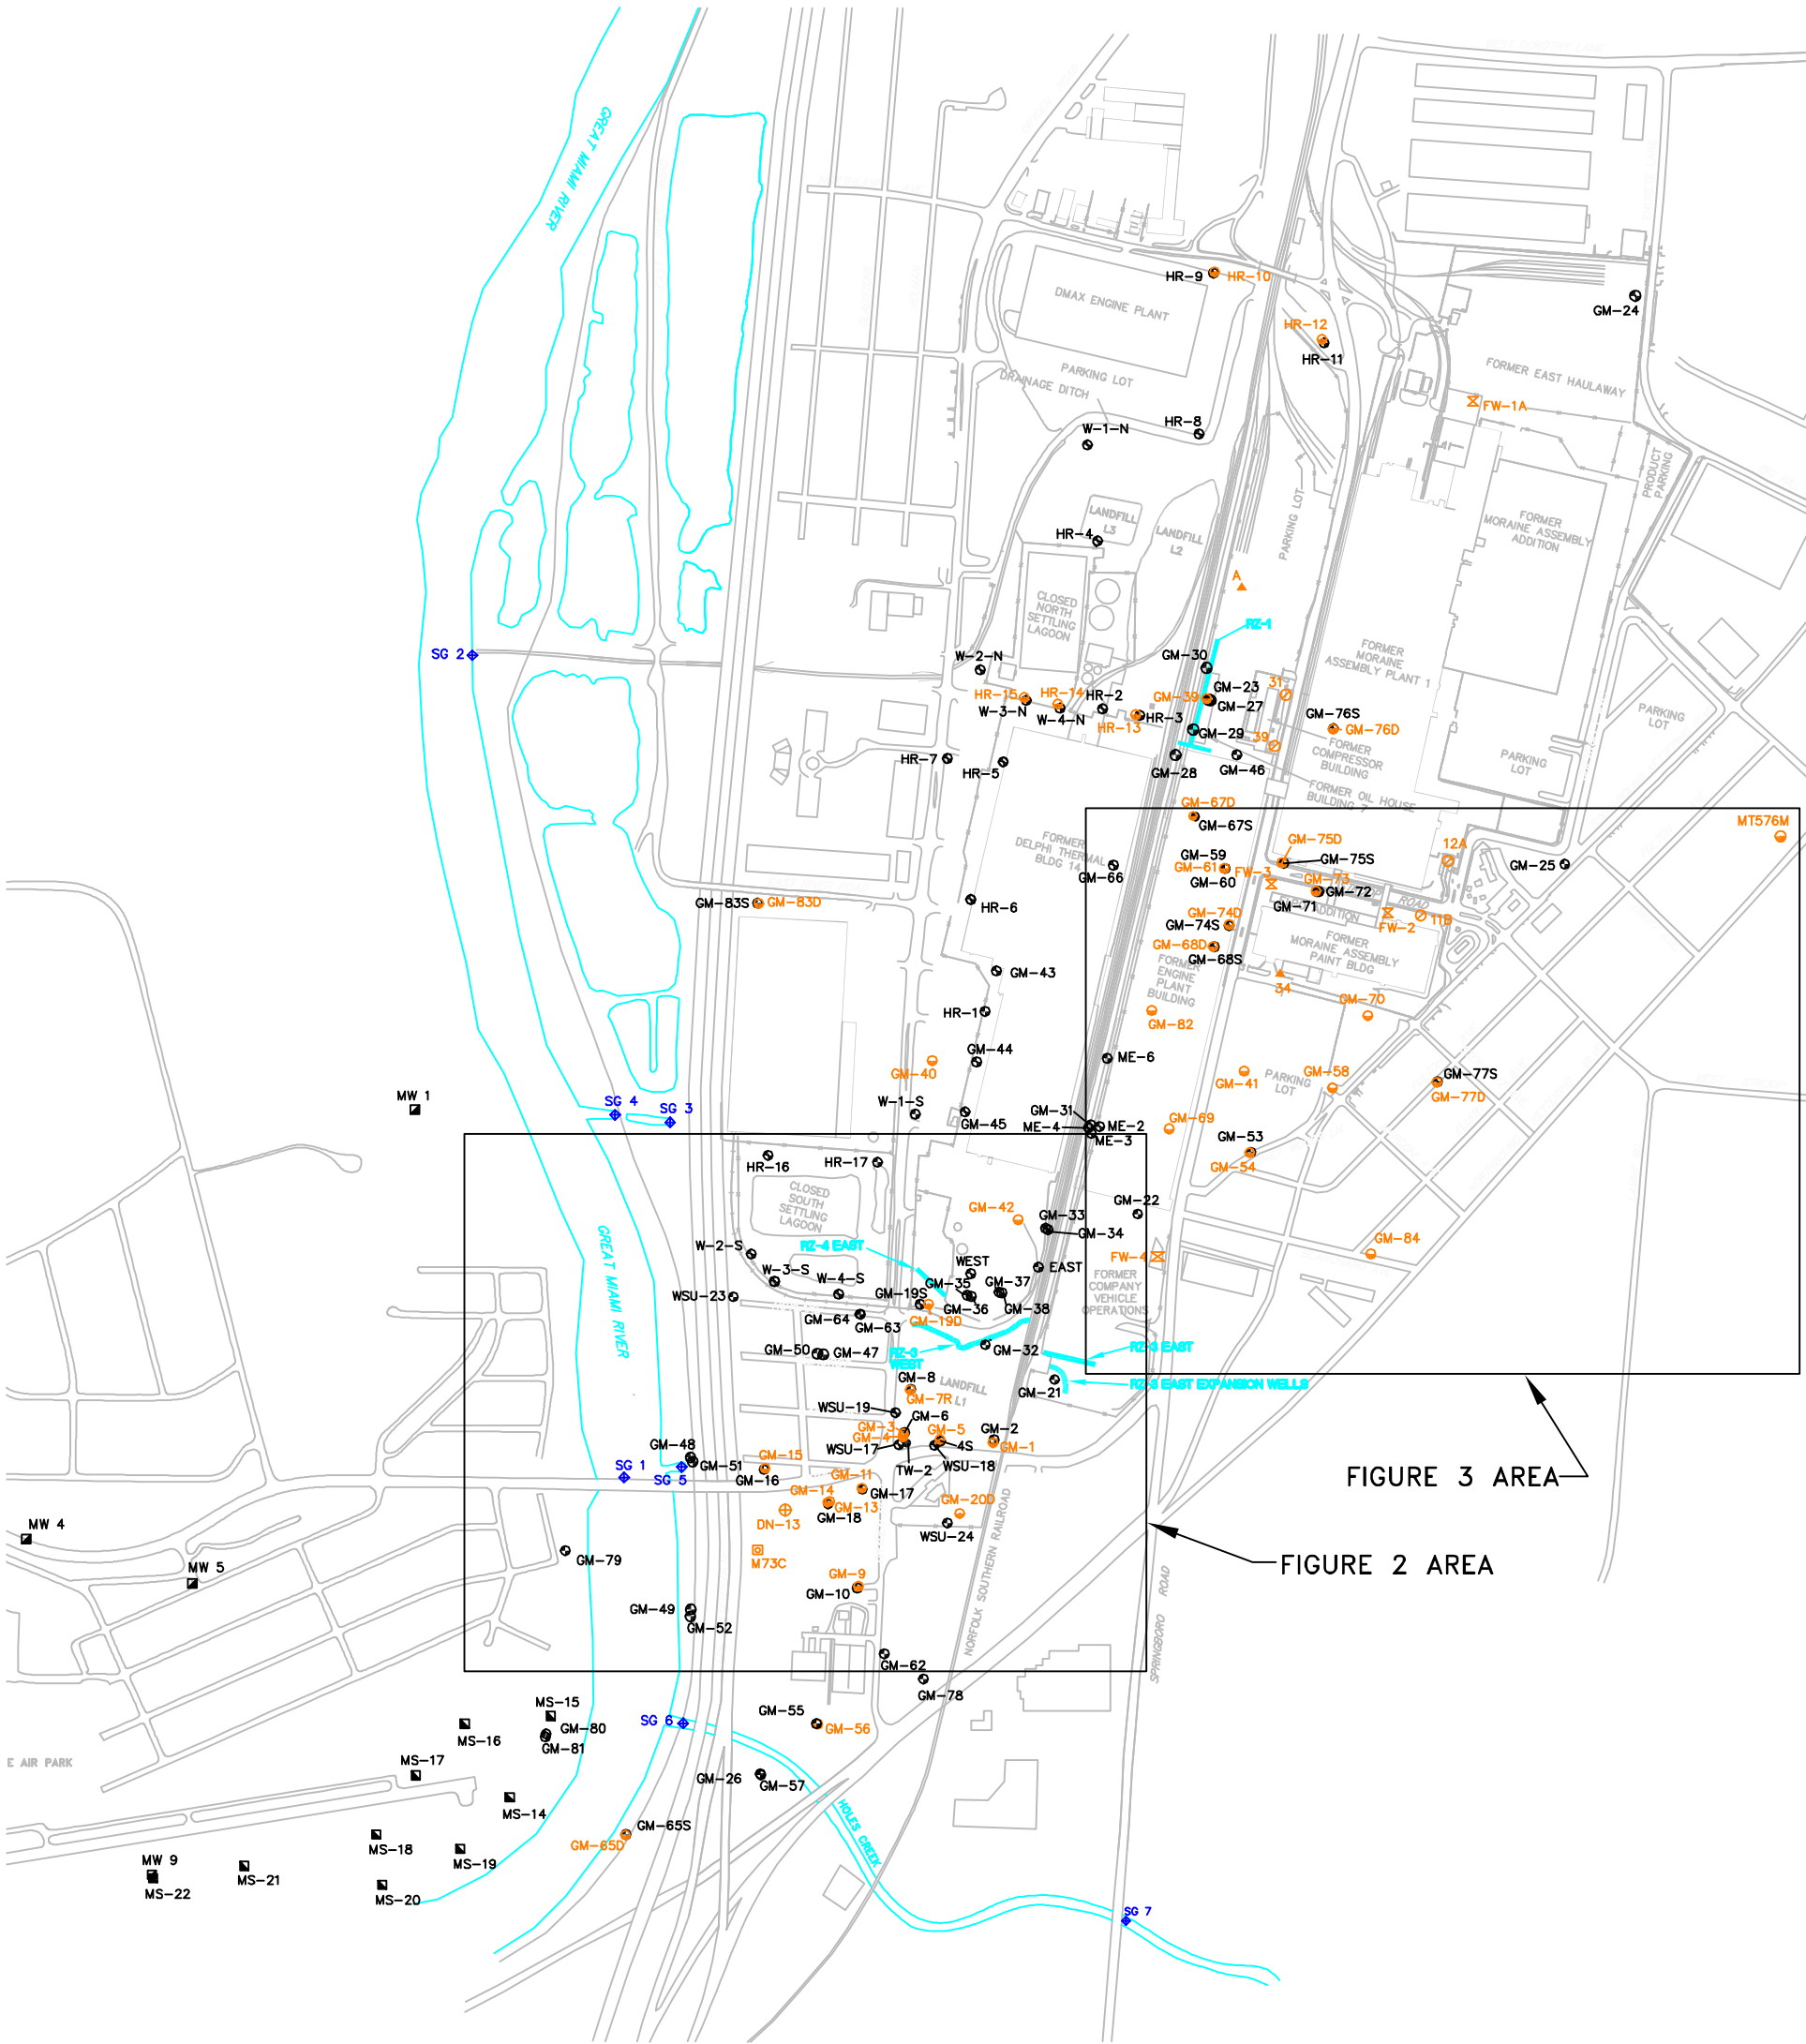 GREAT MIAMI RIVER
HR-9
HR-10
DMAX ENGINE PLANT
GM-24
HR-12
HR-11
PARKING LOT
DRAINAGE DITCH
FORMER EAST HAULAWAY
FW-1A
W-1-N
HR-8
PRODUCT
PARKING
PARKING LOT
LANDFILL
L3
LANDFILL
L2
FORMER
MORAINE ASSEMBLY
ADDITION
HR-4
A
CLOSED
NORTH
SETTLING
LAGOON
RZ-1
SG 2
W-2-N
GM-30
FORMER
MORAINE
ASSEMBLY PLANT 1
HR-15
W-3-N
HR-14
W-4-N
HR-2
HR-13
HR-3
GM-39
GM-23
GM-27
31
GM-76S
GM-76D
PARKING
LOT
GM-29
39
FORMER
COMPRESSOR
BUILDING
HR-7
HR-5
GM-28
GM-46
PARKING
LOT
FORMER OIL HOUSE
BUILDING
GM-67D
GM-67S
MT576M
FORMER
DELPHI THERMAL
BLDG 14
GM-66
GM-59
GM-61
GM-60
FW-3
GM-75D
GM-75S
12A
GM-25
GM-73
GM-72
GM-71
ADDITION
ROAD
FW-2
11B
GM-83S
GM-83D
HR-6
GM-74D
GM-74S
GM-68D
GM-68S
FORMER
MORAINE ASSEMBLY
PAINT BLDG
GM-43
FORMER
ENGINE
PLANT
BUILDING
34
GM-70
HR-1
GM-82
GM-44
GM-40
ME-6
GM-41
PARKING
LOT
GM-58
GM-77S
GM-77D
MW 1
SG 4
SG 3
W-1-S
GM-45
GM-31
ME-4
ME-2
ME-3
GM-69
GM-53
GM-54
HR-16
HR-17
CLOSED
SOUTH
SETTLING
LAGOON
GM-42
GM-33
GM-34
GM-22
GREAT MIAMI RIVER
W-2-S
RZ-4 EAST
FW-4
GM-84
W-3-S
W-4-S
WEST
EAST
WSU-23
GM-19S
GM-35
GM-37
FORMER
COMPANY
VEHICLE
OPERATIONS
GM-64
GM-63
GM-19D
GM-36
GM-38
GM-50
GM-47
RZ-3
WEST
GM-32
RZ-3 EAST
GM-8
GM-7R
LANDFILL
L1
GM-21
RZ-3 EAST EXPANSION WELLS
WSU-19
GM-3
GM-4
GM-6
GM-5
GM-2
GM-1
WSU-17
TW-2
4S
WSU-18
GM-48
GM-51
SG 1
SG 5
GM-15
GM-16
GM-11
GM-17
GM-14
GM-13
GM-18
DN-13
GM-20D
WSU-24
FIGURE 3 AREA
MW 4
MW 5
GM-79
M73C
GM-9
GM-10
FIGURE 2 AREA
NORFOLK SOUTHERN RAILROAD
SPRINGBORO ROAD
GM-49
GM-52
GM-62
GM-78
MS-15
MS-16
GM-80
GM-81
SG 6
GM-55
GM-56
E AIR PARK
MS-17
MS-14
GM-26
GM-57
HOLES CREEK
GM-65S
GM-65D
MS-18
MS-19
MW 9
MS-22
MS-21
MS-20
SG 7